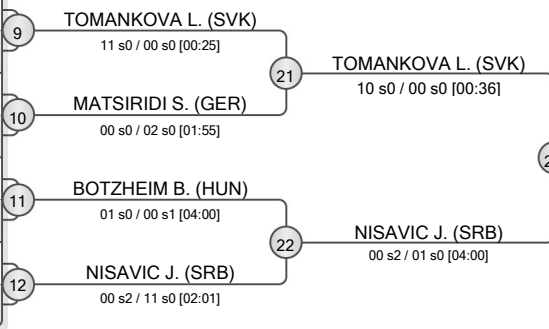 9
TOMANKOVA L. (SVK)
11 s0 / 00 s0 [00:25]
21
TOMANKOVA L. (SVK)
10 s0 / 00 s0 [00:36]
10
MATSIRIDI S. (GER)
00 s0 / 02 s0 [01:55]
11
BOTZHEIM B. (HUN)
01 s0 / 00 s1 [04:00]
22
NISAVIC J. (SRB)
00 s2 / 01 s0 [04:00]
12
NISAVIC J. (SRB)
00 s2 / 11 s0 [02:01]